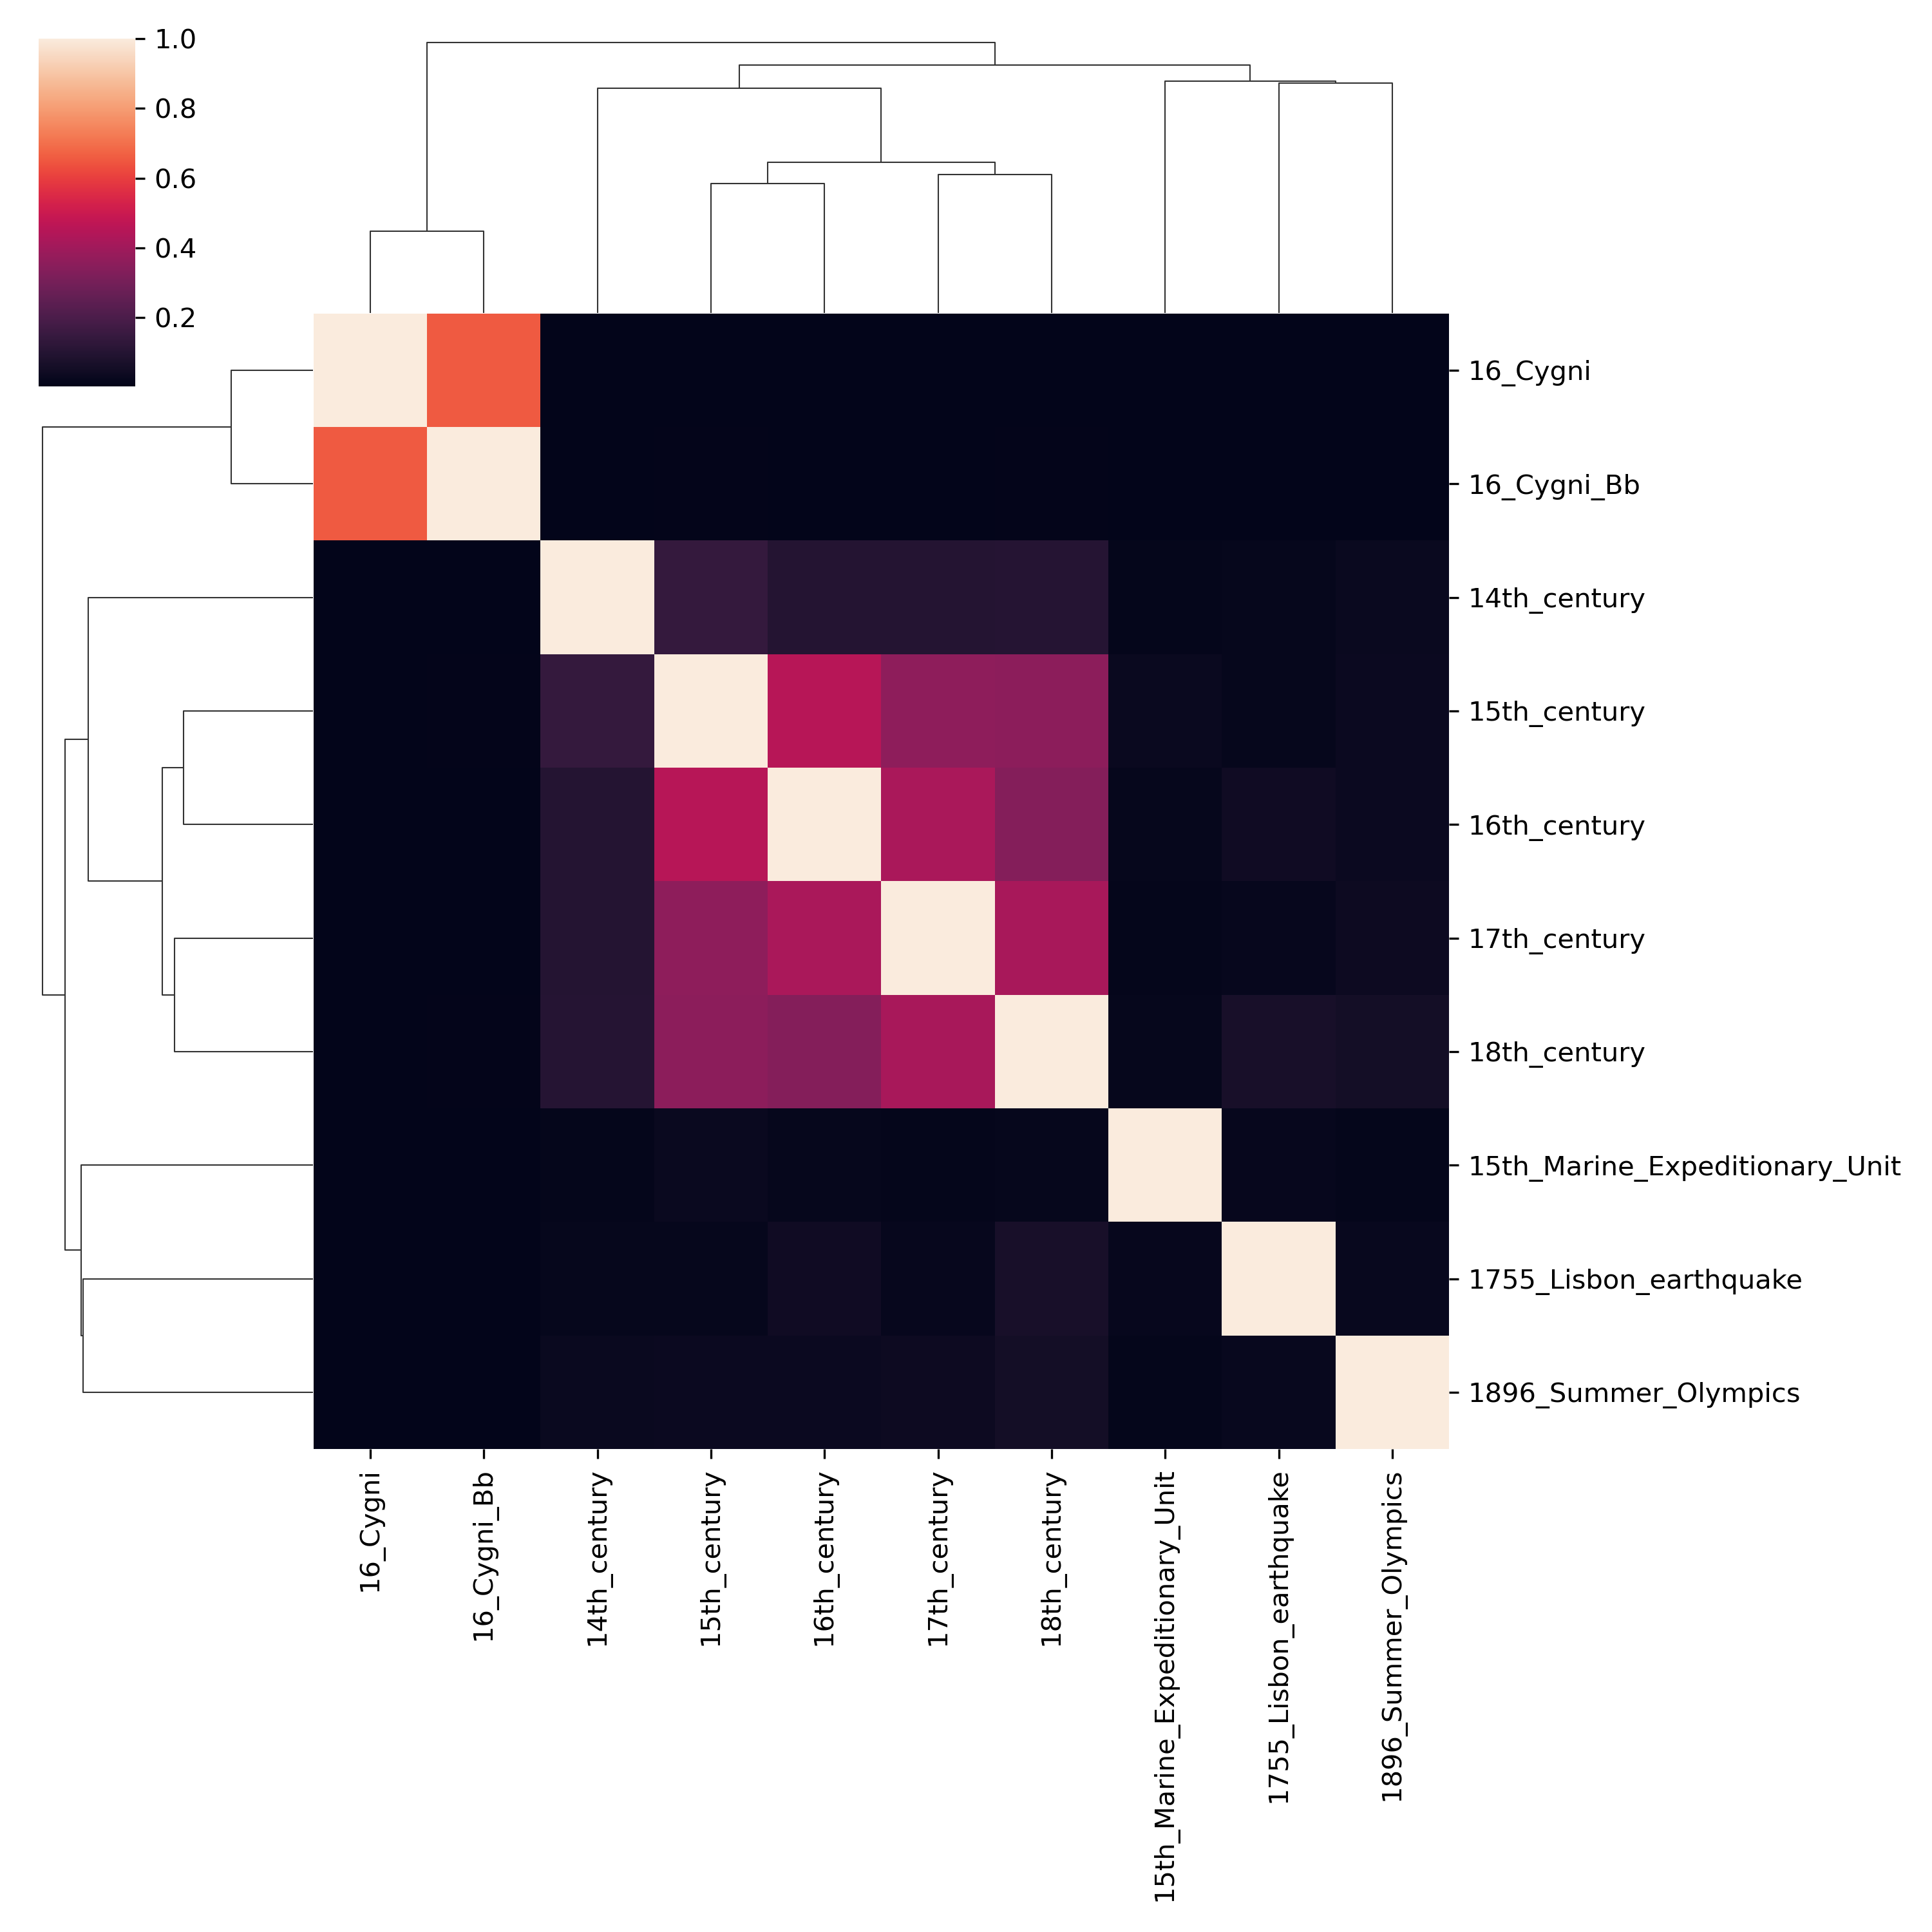 1.0
0.8
0.6
0.4
0.2
16_Cygni
16_Cygni_Bb
14th_century
15th_century
16th_century
17th_century
18th_century
15th_Marine_Expeditionary_Unit
1755_Lisbon_earthquake
1896_Summer_Olympics
16_Cygni
16_Cygni_Bb
14th_century
15th_century
16th_century
17th_century
18th_century
15th_Marine_Expeditionary_Unit
1755_Lisbon_earthquake
1896_Summer_Olympics